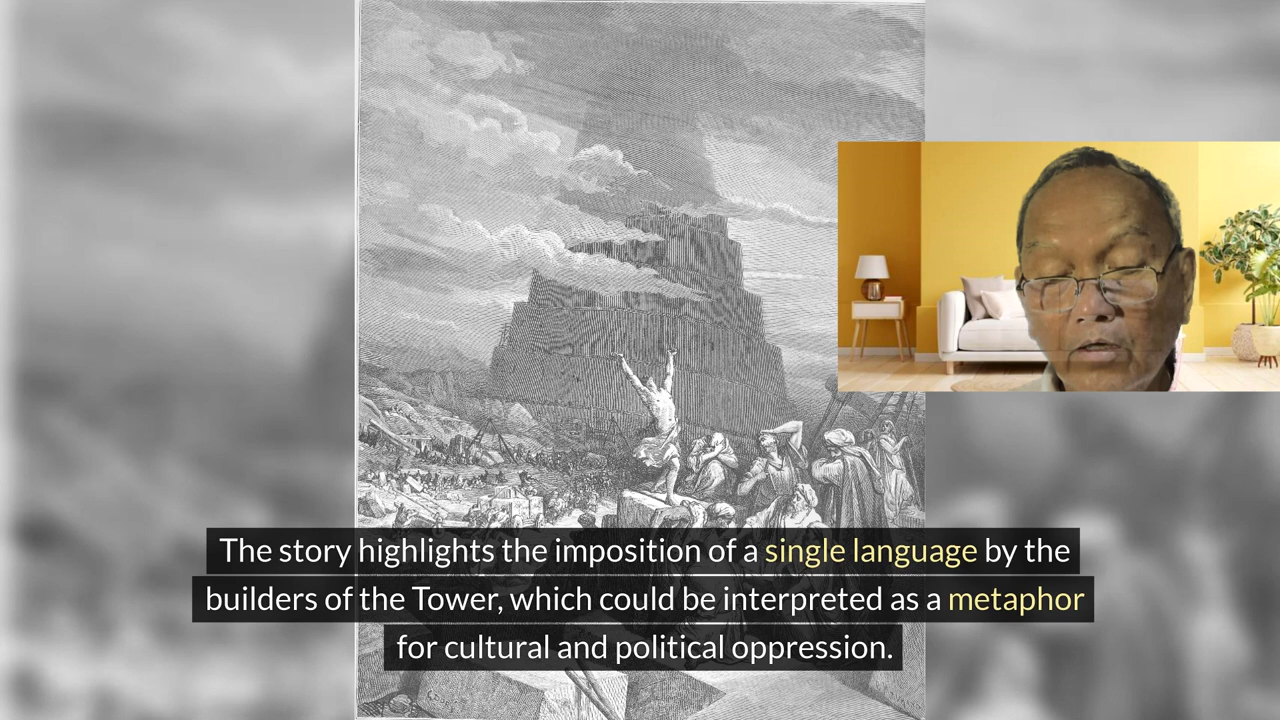 The story highlights the imposition of a single language by the
builders of the Tower, which could be interpreted as a metaphor
for cultural and political oppression.